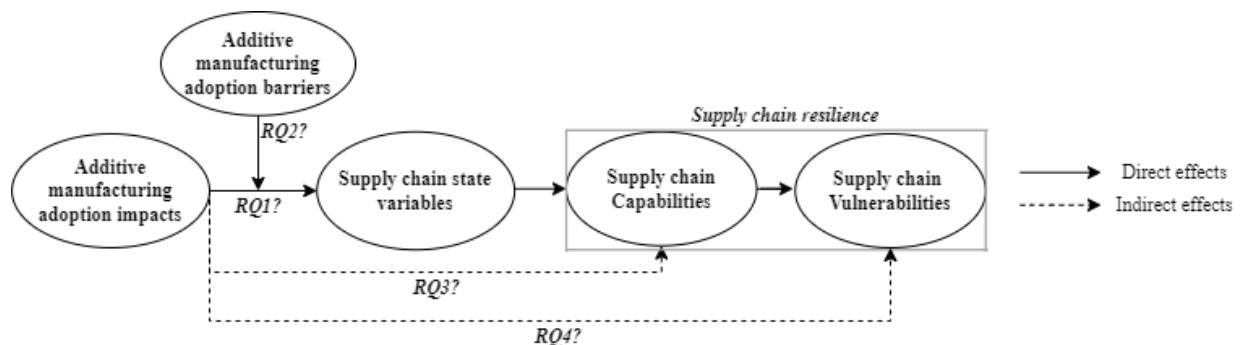 Additive
manufacturing
adoption barriers
Supply chain resilience
RQ2?
Additive
manufacturing
adoption impacts
RQ1?
Supply chain state
variables
Supply chain
Capabilities
Supply chain
Vulnerabilities
Direct effects
Indirect effects
RQ3?
RQ4?